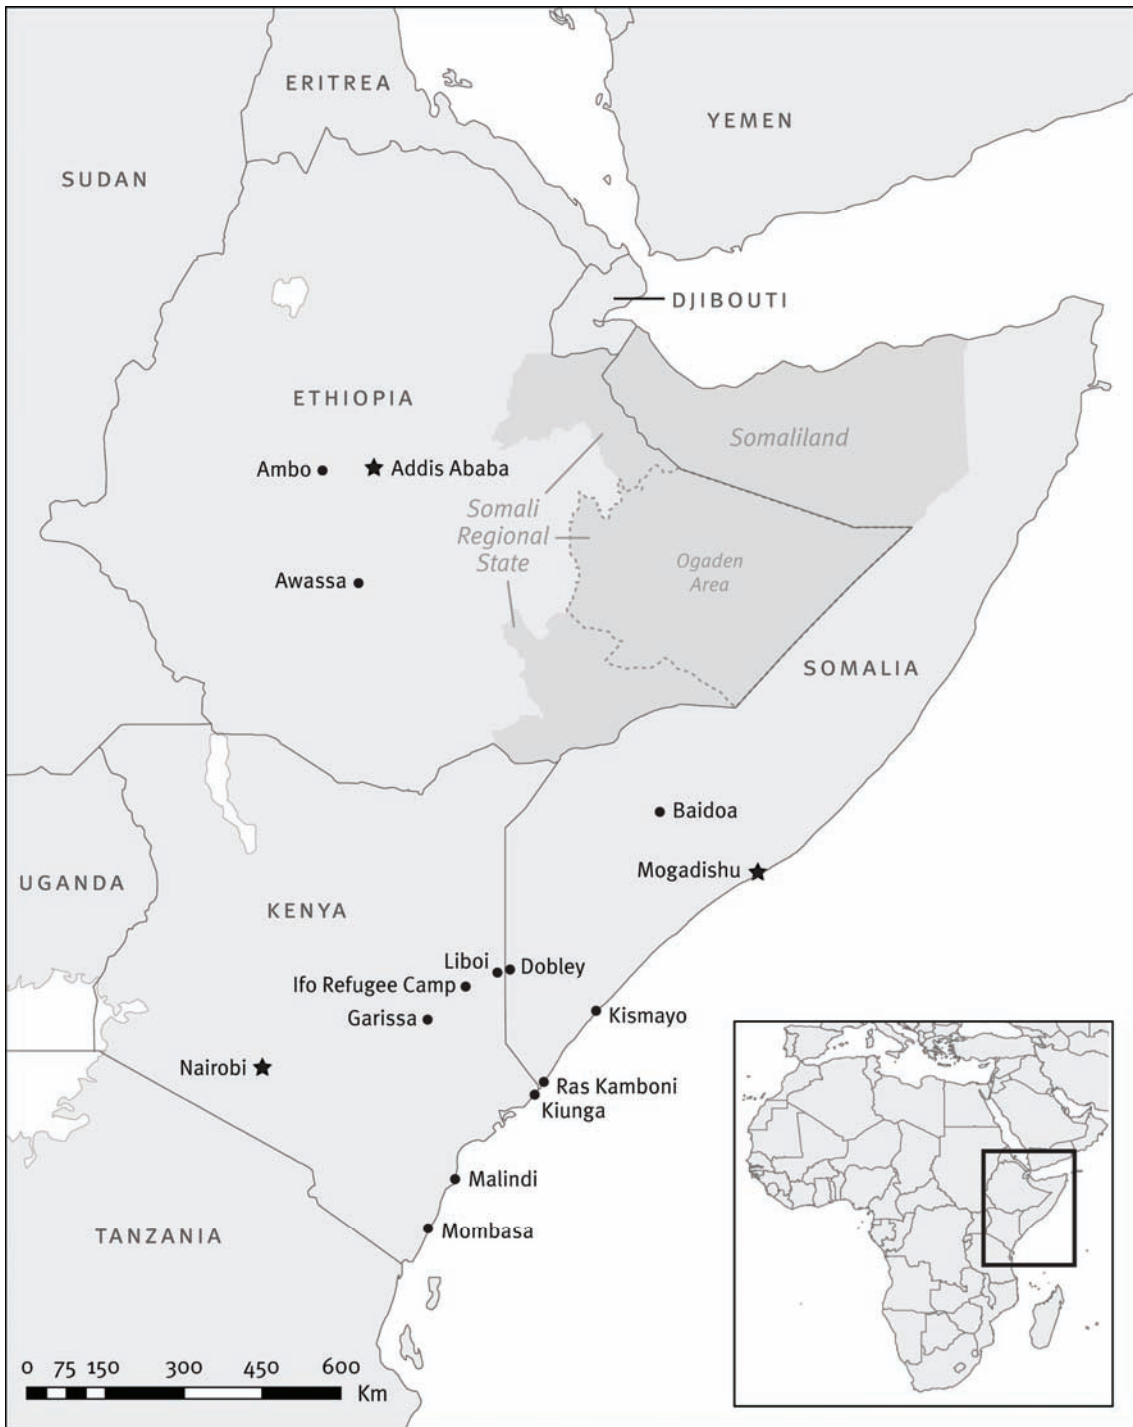 ERITREA
YEMEN
SUDAN
DJIBOUTI
ETHIOPIA
Somaliland
Ambo
Addis Ababa
Somali
Regional
State
Ogaden
Area
Awassa
SOMALIA
Baidoa
Mogadishu
UGANDA
KENYA
Liboi
Dobley
Ifo Refugee Camp
Garissa
Kismayo
Nairobi
Ras Kamboni
Kiunga
Malindi
Mombasa
TANZANIA
0 75 150 300 450 600
Km